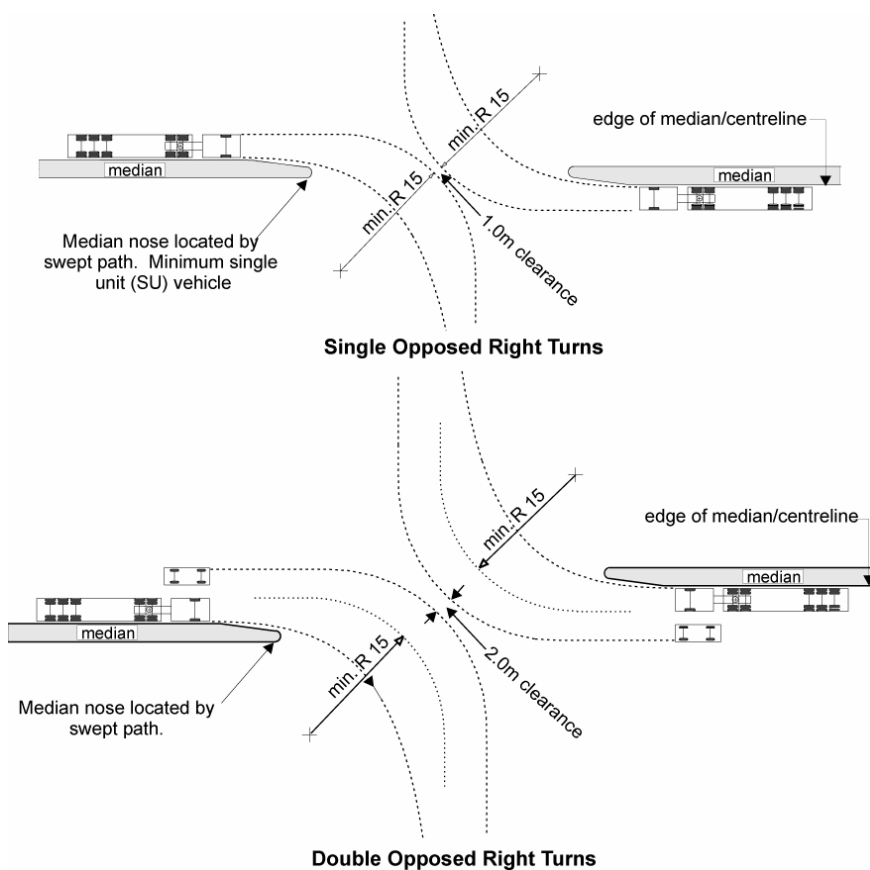 min. R 15
edge of median/centreline
median
median
min. R 15
1.0m clearance
Median nose located by
swept path. Minimum single
unit (SU) vehicle
Single Opposed Right Turns
min. R 15
edge of median/centreline
median
median
min. R 15
2.0m clearance
Median nose located by
swept path.
Double Opposed Right Turns